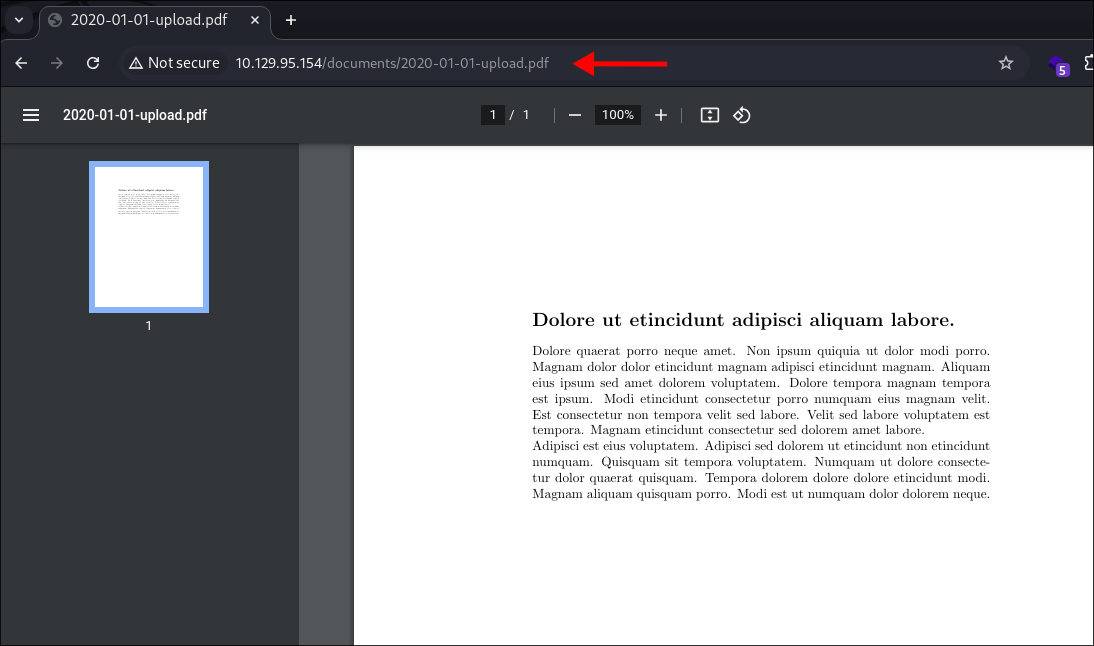 2020-01-01-upload.pdf
Not secure
10.129.95.154/documents/2020-01-01-upload.pdf
5
2020-01-01-upload.pdf
1 / 1
100%
1
Dolore ut etincidunt adipisci aliquam labore.
Dolore quaerat porro neque amet. Non ipsum quiquia ut dolor modi porro.
Magnam dolor dolor etincidunt magnam adipisci etincidunt magnam. Aliquam
eius ipsum sed amet dolorem voluptatem. Dolore tempora magnam tempora
est ipsum. Modi etincidunt consectetur porro numquam eius magnam velit.
Est consectetur non tempora velit sed labore. Velit sed labore voluptatem est
tempora. Magnam etincidunt consectetur sed dolorem amet labore.
Adipisci est eius voluptatem. Adipisci sed dolorem ut etincidunt non etincidunt
numquam. Quisquam sit tempora voluptatem. Numquam ut dolore consecte-
tur dolor quaerat quisquam. Tempora dolorem dolore dolore etincidunt modi.
Magnam aliquam quisquam porro. Modi est ut numquam dolor dolorem neque.